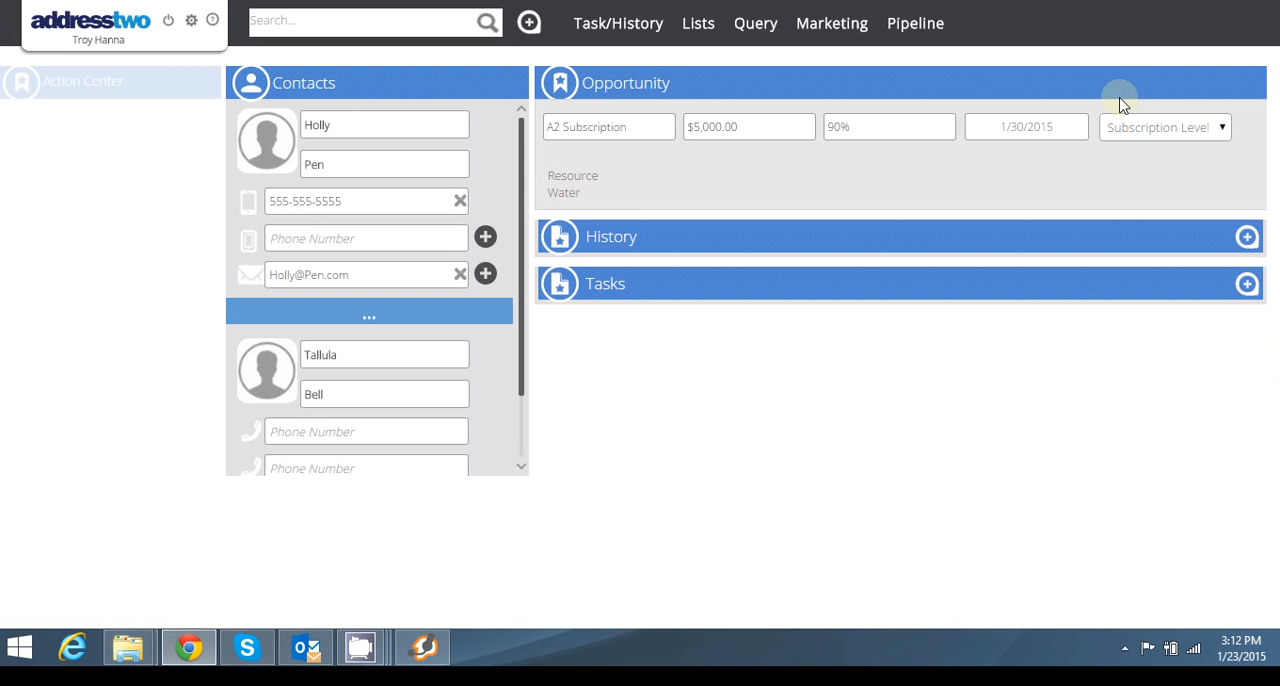 addresstwo
Troy Hanna
Search...
Task/History
Lists
Query
Marketing
Pipeline
Action Center
Contacts
Holly
Pen
555-555-5555
Phone Number
Holly@Pen.com
...
Tallula
Bell
Phone Number
Phone Number
Opportunity
A2 Subscription
$5,000.00
90%
1/30/2015
Subscription Level
Resource
Water
History
Tasks
3:12 PM
1/23/2015